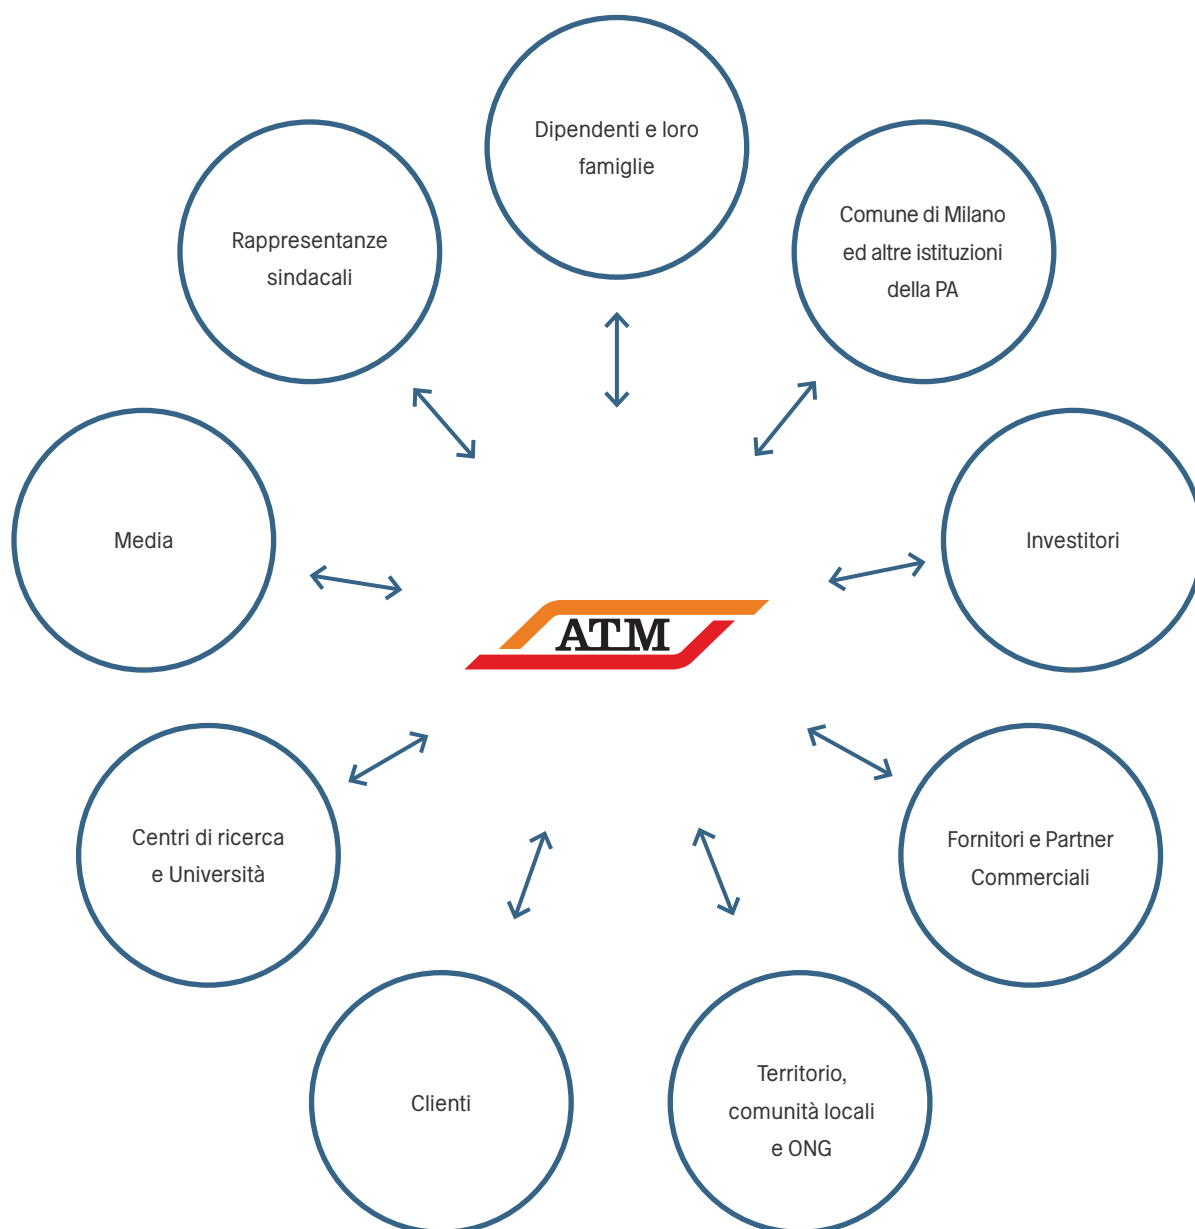 Dipendenti e loro
famiglie
Rappresentanze
sindacali
Comune di Milano
ed altre istituzioni
della PA
Media
Investitori
ATM
Centri di ricerca
e Università
Fornitori e Partner
Commerciali
Clienti
Territorio,
comunità locali
e ONG